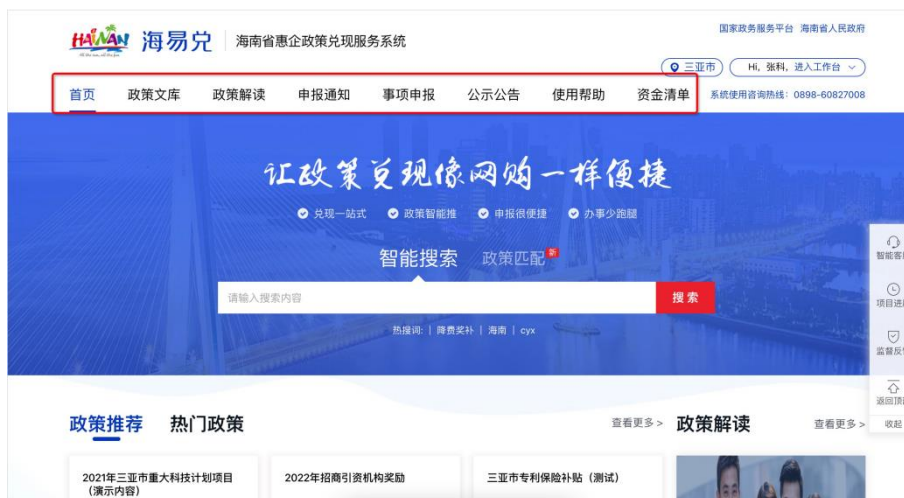 国家政务服务平台 海南省人民政府
HAINAN 海易兑 海南省惠企政策兑现服务系统
三亚市 Hi, 张科, 进入工作台
首页 政策文库 政策解读 申报通知 事项申报 公示公告 使用帮助 资金清单 系统使用咨询热线: 0898-60827008
让政策兑现像网购一样便捷
兑现一站式 政策智能推 申报很便捷 办事少跑腿
智能搜索 政策匹配 新
请输入搜索内容 搜索
热搜词: | 降费奖补 | 海南 | cyx
智能客
项目进
监督反
返回顶
收起
政策推荐 热门政策 查看更多 > 政策解读 查看更多 >
2021年三亚市重大科技计划项目 2022年招商引资机构奖励 三亚市专利保险补贴(测试)
(演示内容)